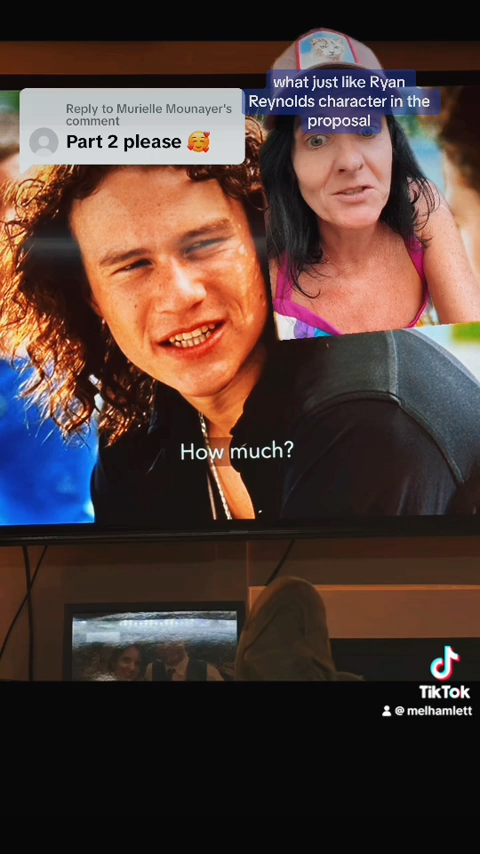 what just like Ryan
Reynolds character in the
proposal
Reply to Murielle Mounayer's
comment
Part 2 please 🥰
How much?
TikTok
@ melhamlett